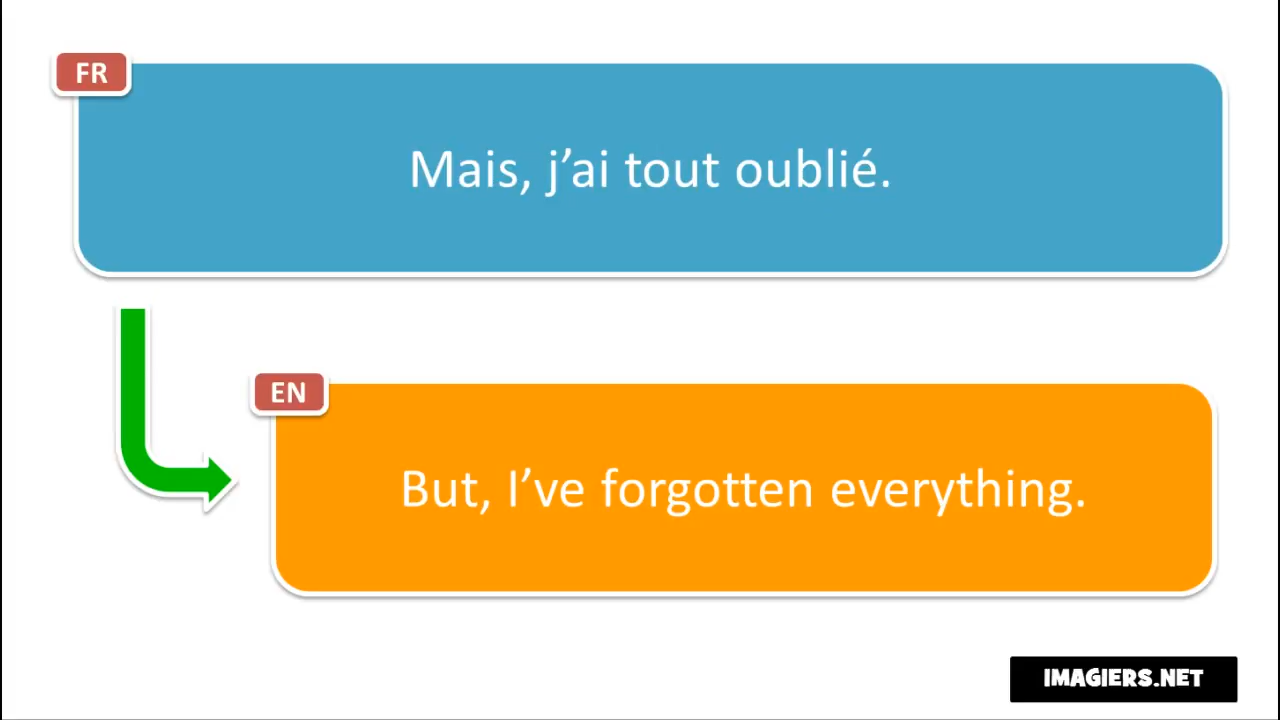 FR
Mais, j’ai tout oublié.
EN
But, I’ve forgotten everything.
IMAGIERS.NET